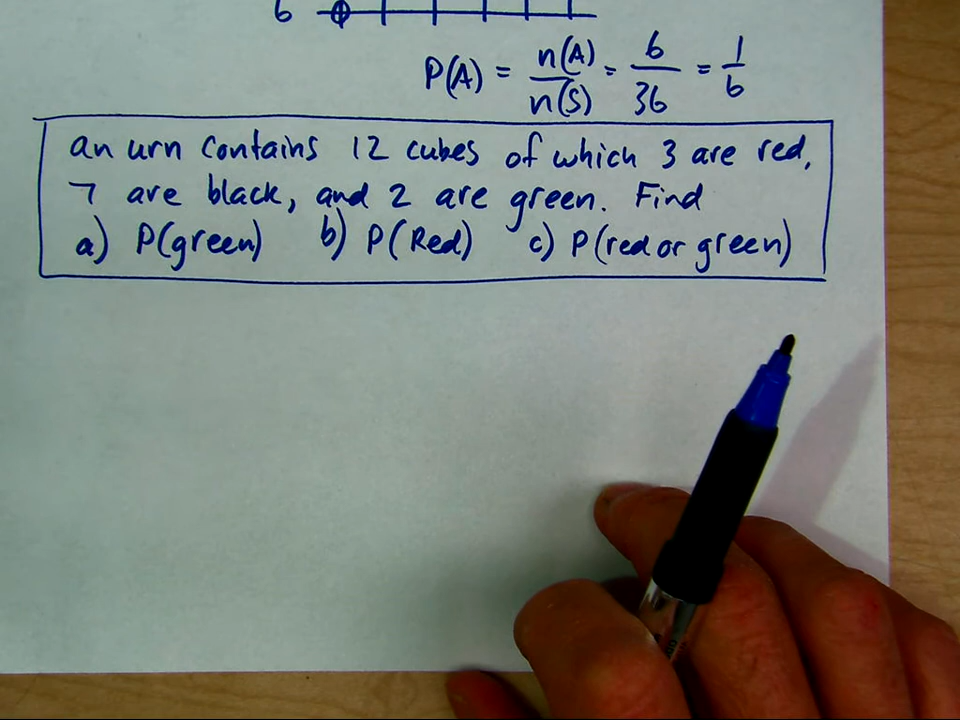 6
P(A) = n(A)/n(S) = 6/36 = 1/6
an urn contains 12 cubes of which 3 are red,
7 are black, and 2 are green. Find
a) P(green) b) P(Red) c) P(red or green)